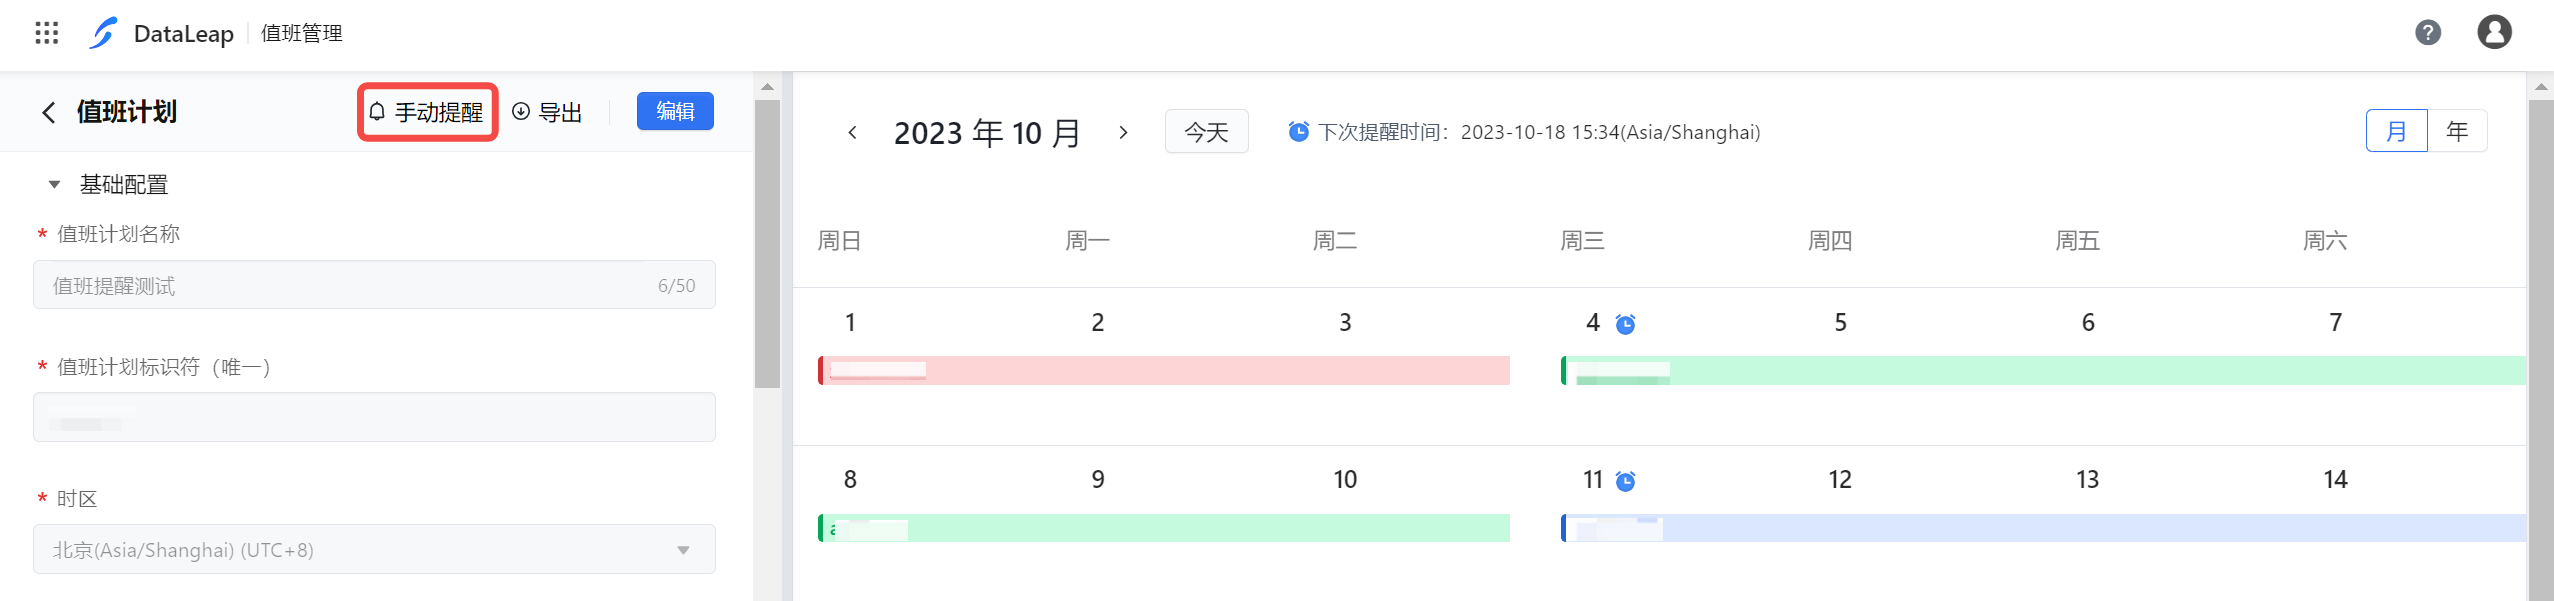 DataLeap 值班管理
值班计划 手动提醒 导出 编辑
基础配置
* 值班计划名称
值班提醒测试 6/50
* 值班计划标识符（唯一）
* 时区
北京(Asia/Shanghai) (UTC+8)
2023 年 10 月 今天 下次提醒时间：2023-10-18 15:34(Asia/Shanghai) 月 年
周日 周一 周二 周三 周四 周五 周六
1 2 3 4 5 6 7
8 9 10 11 12 13 14